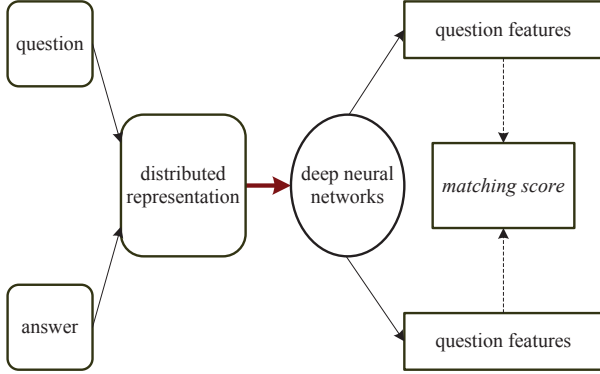 question
question features
distributed
representation
deep neural
networks
matching score
answer
question features